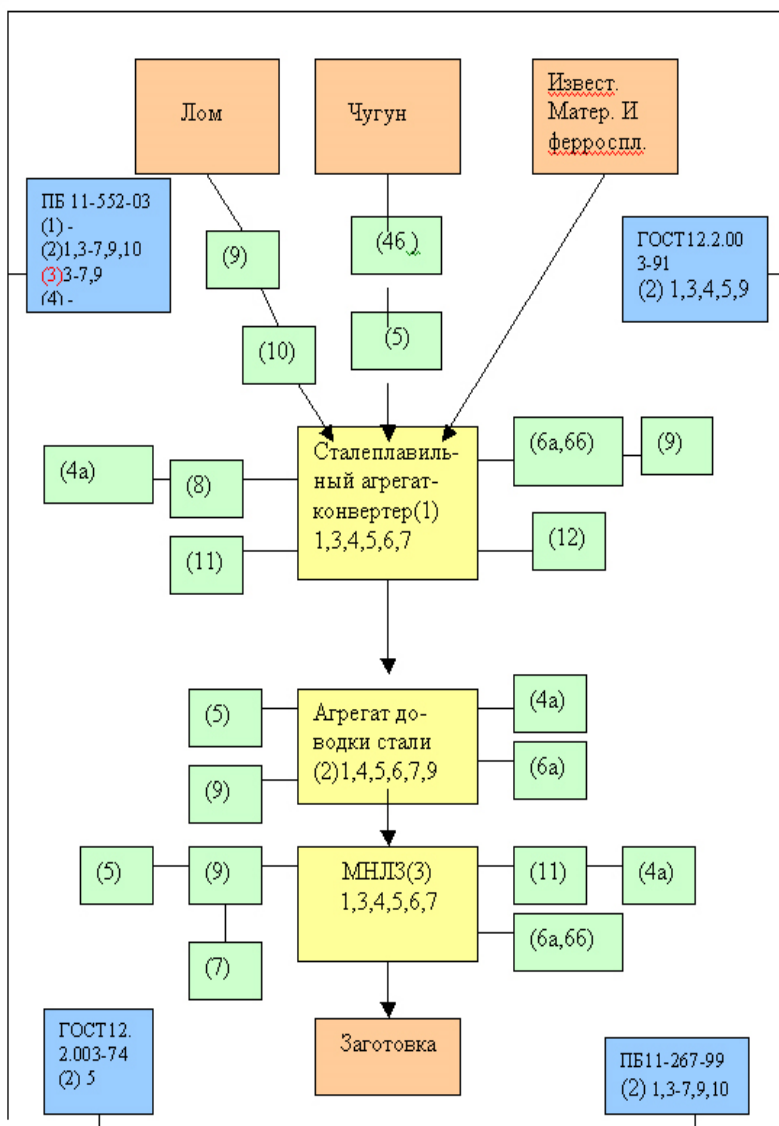 Лом
Чугун
Извест.
Матер. И
ферроспл.
ПБ 11-552-03
(1) -
(2)1,3-7,9,10
(3)3-7,9
(4) -
(9)
(4б)
ГОСТ12.2.00
3-91
(2) 1,3,4,5,9
(10)
(5)
Сталеплавиль-
ный агрегат-
конвертер(1)
1,3,4,5,6,7
(4а)
(8)
(11)
(6а,6б)
(9)
(12)
(5)
(9)
Агрегат до-
водки стали
(2)1,4,5,6,7,9
(4а)
(6а)
(5)
(9)
(7)
МНЛЗ(3)
1,3,4,5,6,7
(11)
(4а)
(6а,6б)
ГОСТ12.
2.003-74
(2) 5
Заготовка
ПБ11-267-99
(2) 1,3-7,9,10